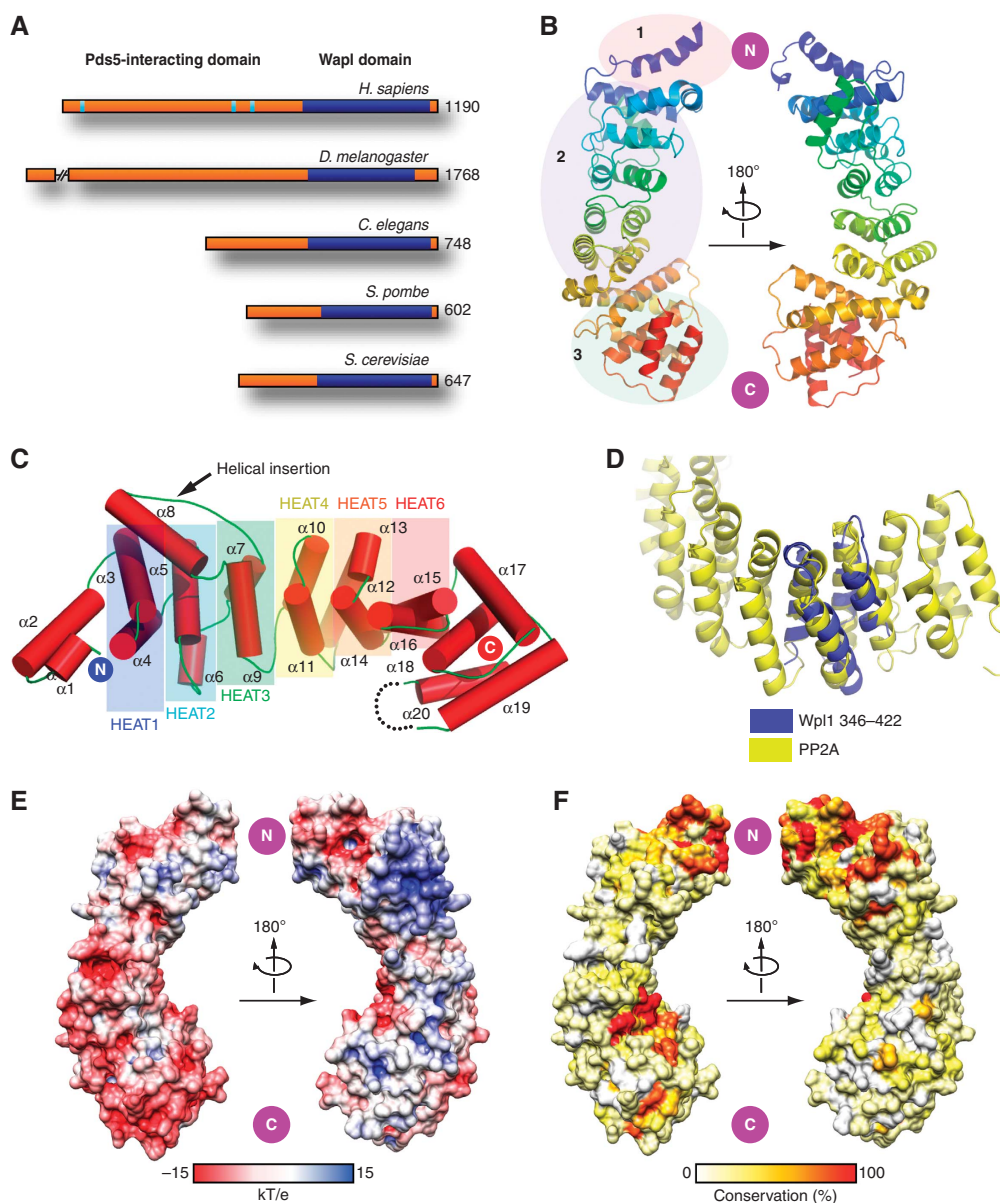 A
Pds5-interacting domain Wapl domain
H. sapiens
1190
D. melanogaster
1768
C. elegans
748
S. pombe
602
S. cerevisiae
647
B
1
N
2
180°
3
C
C
Helical insertion
HEAT4 HEAT5 HEAT6
α8
α10
α13
α7
α3
α5
α15
α17
α12
α2
N
C
α1
α4
α16
α18
α6
α9
α11
α14
α20
α19
HEAT3
HEAT2
HEAT1
D
Wpl1 346–422
PP2A
E
N
180°
C
–15 15
kT/e
F
N
180°
C
0 100
Conservation (%)